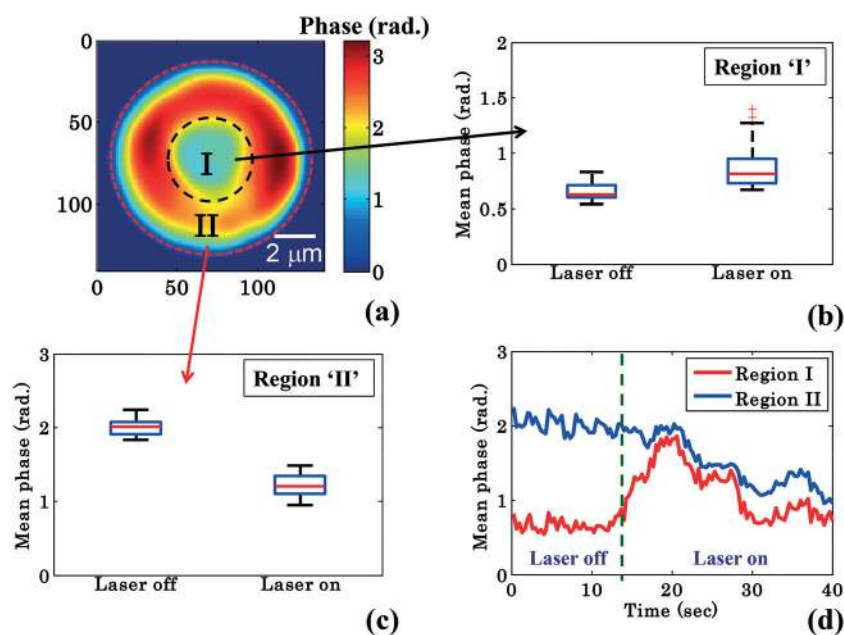 Phase (rad.)
0
50
100
0 50 100
I
II
2 μm
3
2
1
0
(a)
Region 'I'
Mean phase (rad.)
2
1.5
1
0.5
0
Laser off Laser on
(b)
Region 'II'
Mean phase (rad.)
3
2
1
0
Laser off Laser on
(c)
Region I
Region II
Mean phase (rad.)
3
2
1
0
Laser off Laser on
0 10 20 30 40
Time (sec)
(d)